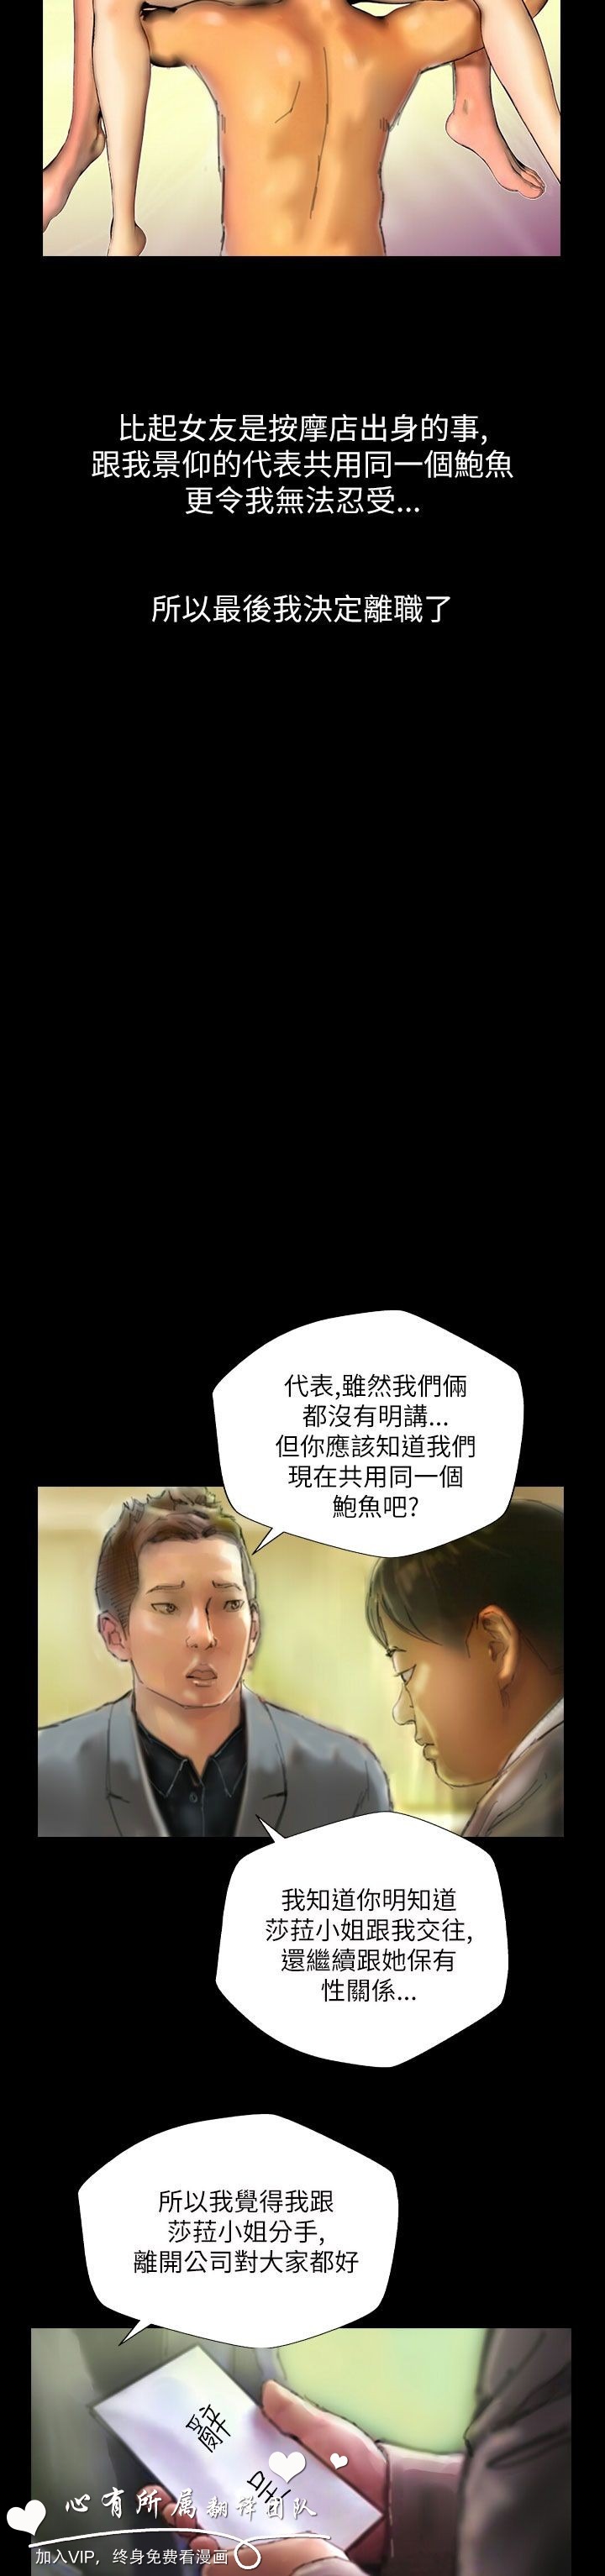 比起女友是按摩店出身的事,
跟我景仰的代表共用同一個鮑魚
更令我無法忍受...
所以最後我決定離職了
代表,雖然我們倆
都沒有明講...
但你應該知道我們
現在共用同一個
鮑魚吧?
我知道你明知道
莎菈小姐跟我交往,
還繼續跟她保有
性關係...
所以我覺得我跟
莎菈小姐分手,
離開公司對大家都好
辭
心有所属翻译团队
加入VIP，终身免费看漫画